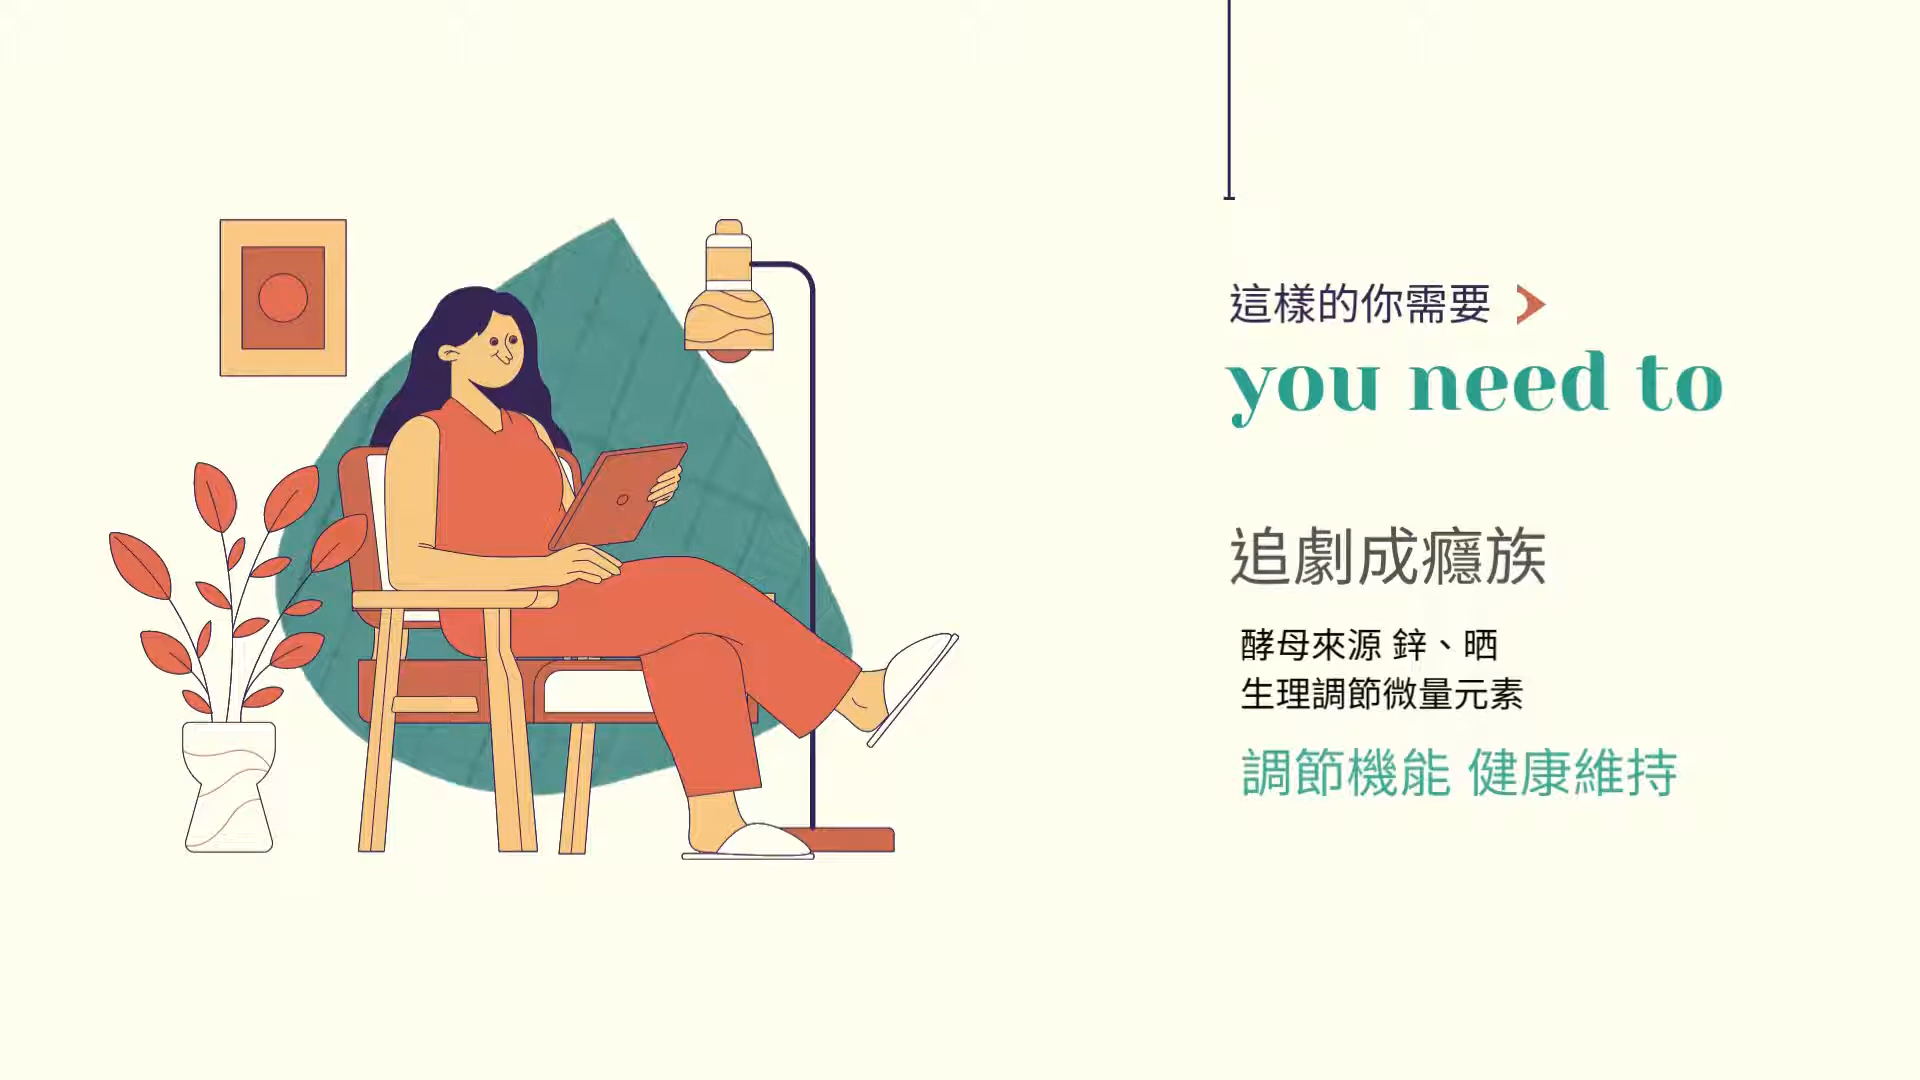 這樣的你需要
you need to
追劇成癮族
酵母來源 鋅、晒
生理調節微量元素
調節機能 健康維持